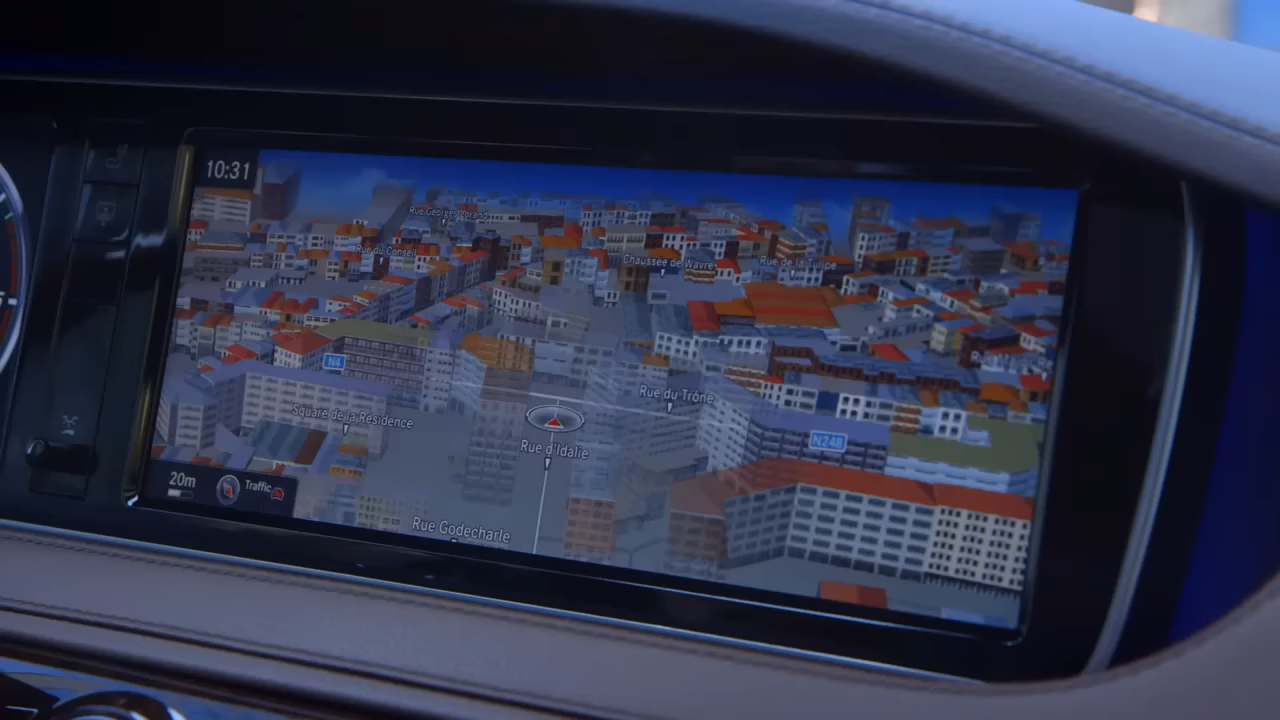 10:31
Rue Georges Lorand
Rue du Conseil
Chaussée de Wavre
Rue de la Tulipe
N4
Rue du Trône
Square de la Résidence
N248
Rue d'Idalie
20m
Traffic
Rue Godecharle